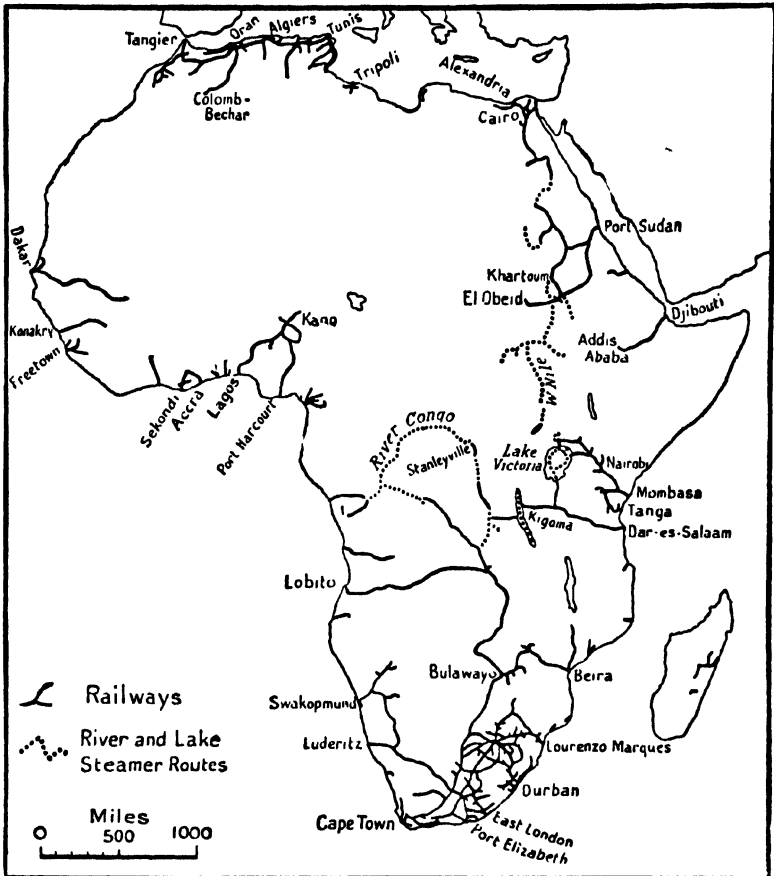 Tangier
Oran
Algiers
Tunis
Tripoli
Alexandria
Colomb-
Bechar
Cairo
Port Sudan
Dakar
Khartoum
El Obeid
Djibouti
Kano
Addis
Ababa
Konakry
Freetown
Sekondi
Accra
Lagos
Port Harcourt
W. Nile
River Congo
Stanleyville
Lake
Victoria
Nairobi
Mombasa
Tanga
Kigoma
Dar-es-Salaam
Lobito
Bulawayo
Beira
Swakopmund
Luderitz
Lourenzo Marques
Durban
Cape Town
East London
Port Elizabeth
Railways
River and Lake
Steamer Routes
Miles
0 500 1000